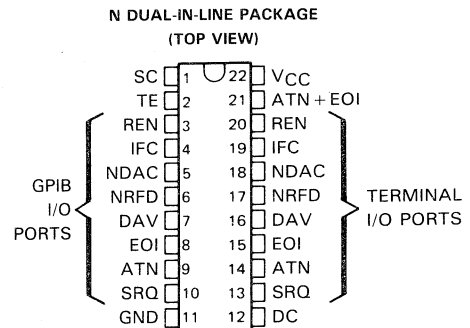 N DUAL-IN-LINE PACKAGE
(TOP VIEW)
SC 1 22 VCC
TE 2 21 ATN + EOI
REN 3 20 REN
IFC 4 19 IFC
NDAC 5 18 NDAC
NRFD 6 17 NRFD
DAV 7 16 DAV
EOI 8 15 EOI
ATN 9 14 ATN
SRQ 10 13 SRQ
GND 11 12 DC
GPIB
I/O
PORTS
TERMINAL
I/O PORTS